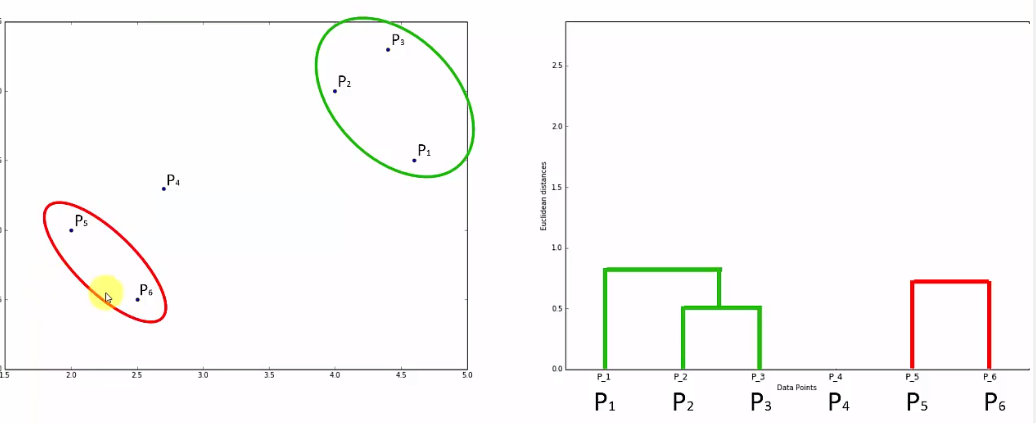 P3
P2
P1
P4
P5
P6
1.5 2.0 2.5 3.0 3.5 4.0 4.5 5.0
Euclidean distances
2.5
2.0
1.5
1.0
0.5
0.0
P_1 P_2 P_3 P_4 P_5 P_6
Data Points
P1 P2 P3 P4 P5 P6